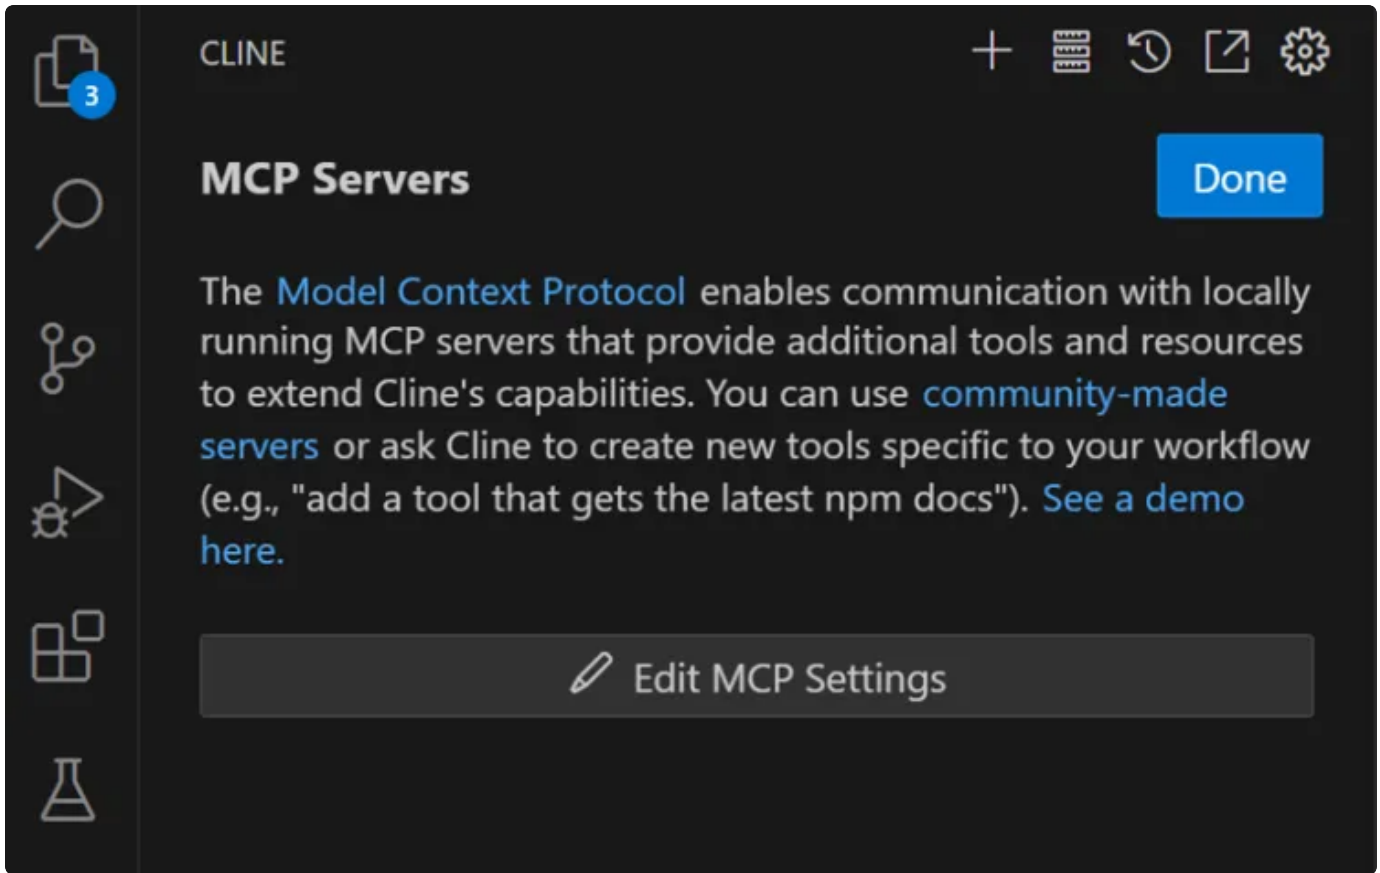 CLINE
3
MCP Servers
Done
The Model Context Protocol enables communication with locally
running MCP servers that provide additional tools and resources
to extend Cline's capabilities. You can use community-made
servers or ask Cline to create new tools specific to your workflow
(e.g., "add a tool that gets the latest npm docs"). See a demo
here.
Edit MCP Settings